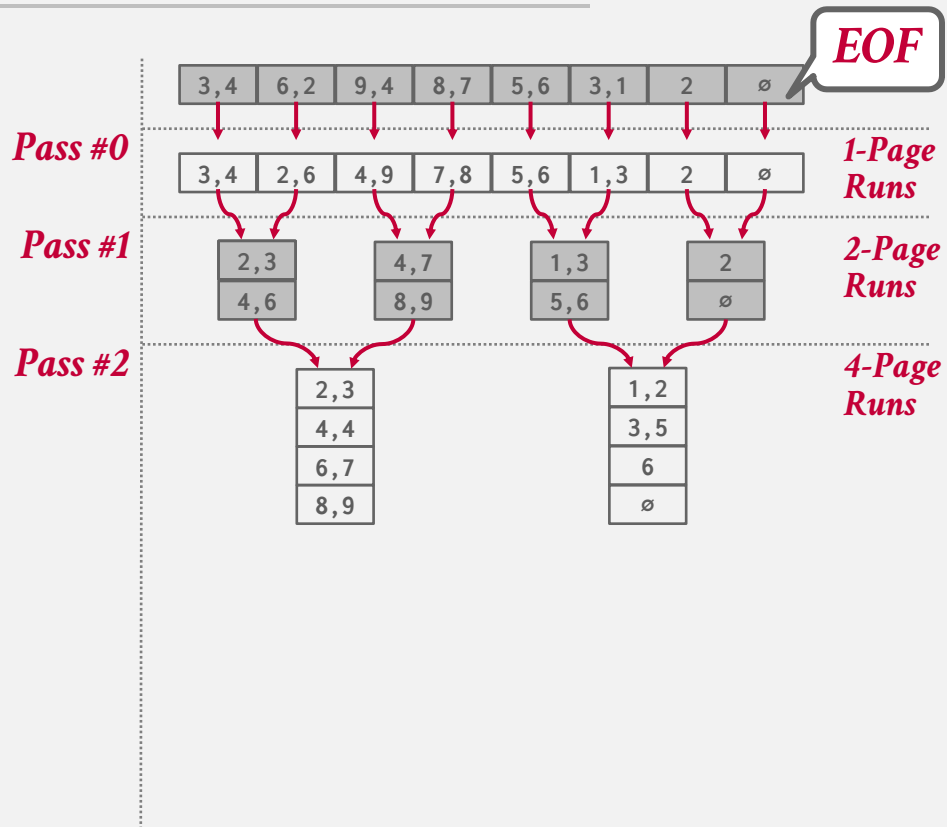 EOF
3,4 6,2 9,4 8,7 5,6 3,1 2 ø
Pass #0
3,4 2,6 4,9 7,8 5,6 1,3 2 ø
1-Page
Runs
Pass #1
2,3 4,7 1,3 2
4,6 8,9 5,6 ø
2-Page
Runs
Pass #2
2,3 1,2
4,4 3,5
6,7 6
8,9 ø
4-Page
Runs